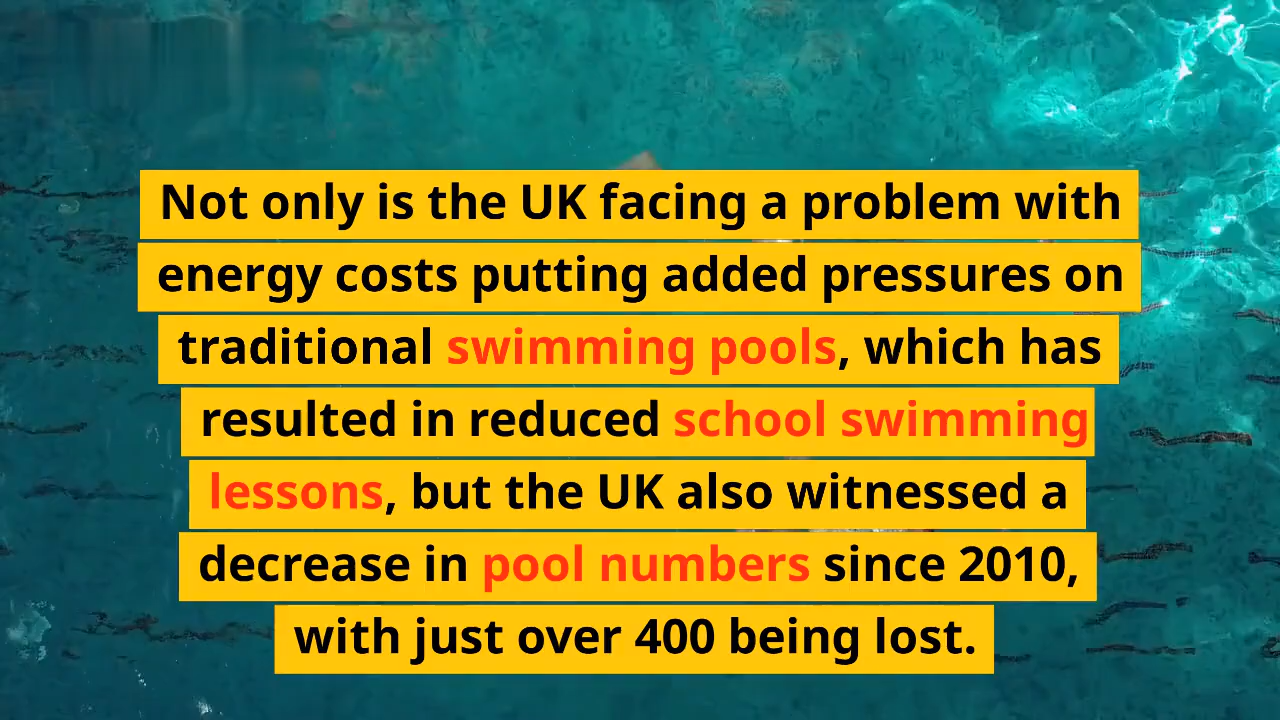 Not only is the UK facing a problem with
energy costs putting added pressures on
traditional swimming pools, which has
resulted in reduced school swimming
lessons, but the UK also witnessed a
decrease in pool numbers since 2010,
with just over 400 being lost.